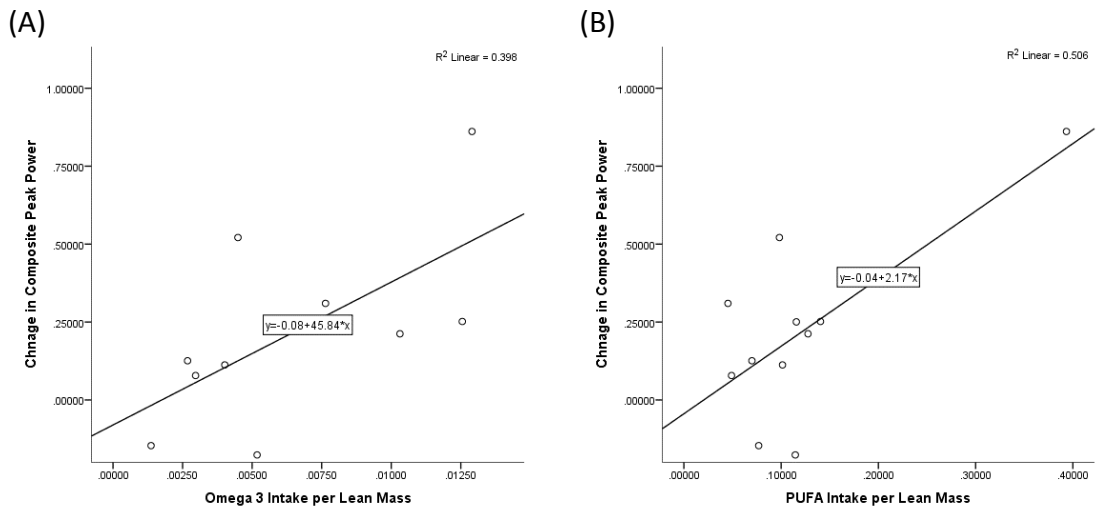 (A)
R² Linear = 0.398
1.00000
.75000
.50000
.25000
.00000
Chnage in Composite Peak Power
y=-0.08+45.84*x
.00000 .00250 .00500 .00750 .01000 .01250
Omega 3 Intake per Lean Mass
(B)
R² Linear = 0.506
1.00000
.75000
.50000
.25000
.00000
Chnage in Composite Peak Power
y=-0.04+2.17*x
.00000 .10000 .20000 .30000 .40000
PUFA Intake per Lean Mass